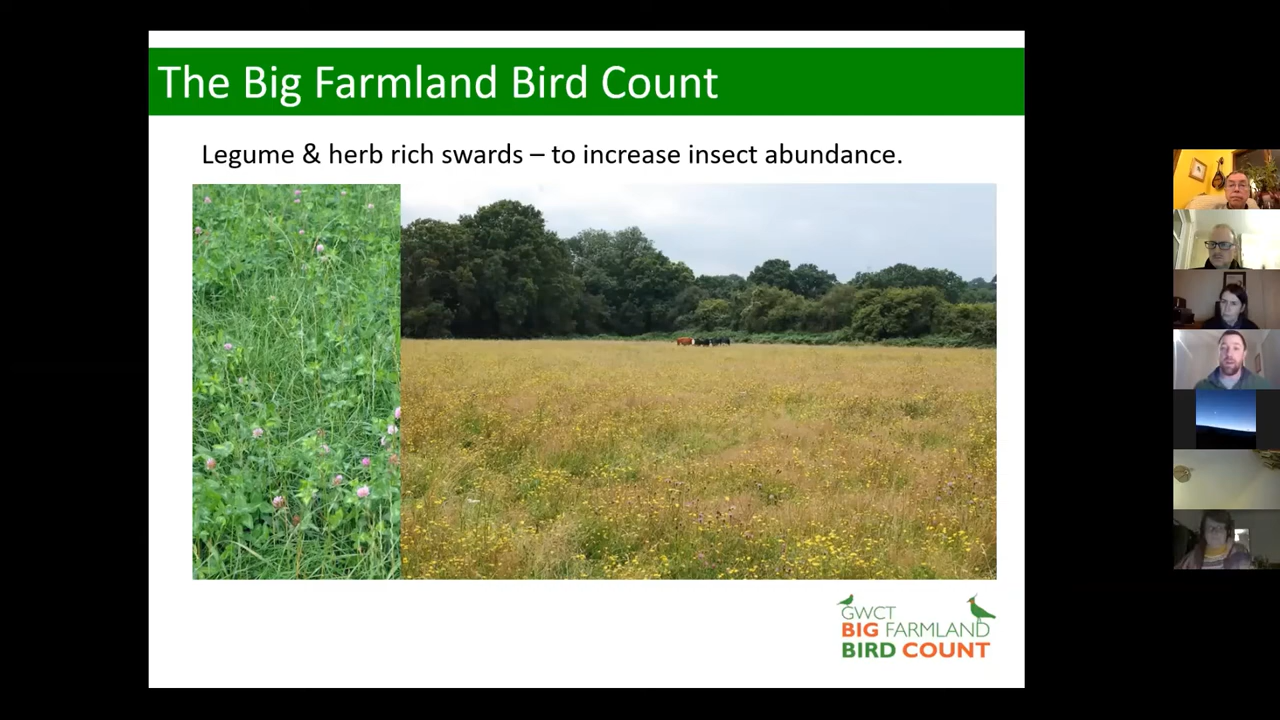 The Big Farmland Bird Count
Legume & herb rich swards – to increase insect abundance.
GWCT
BIG FARMLAND
BIRD COUNT